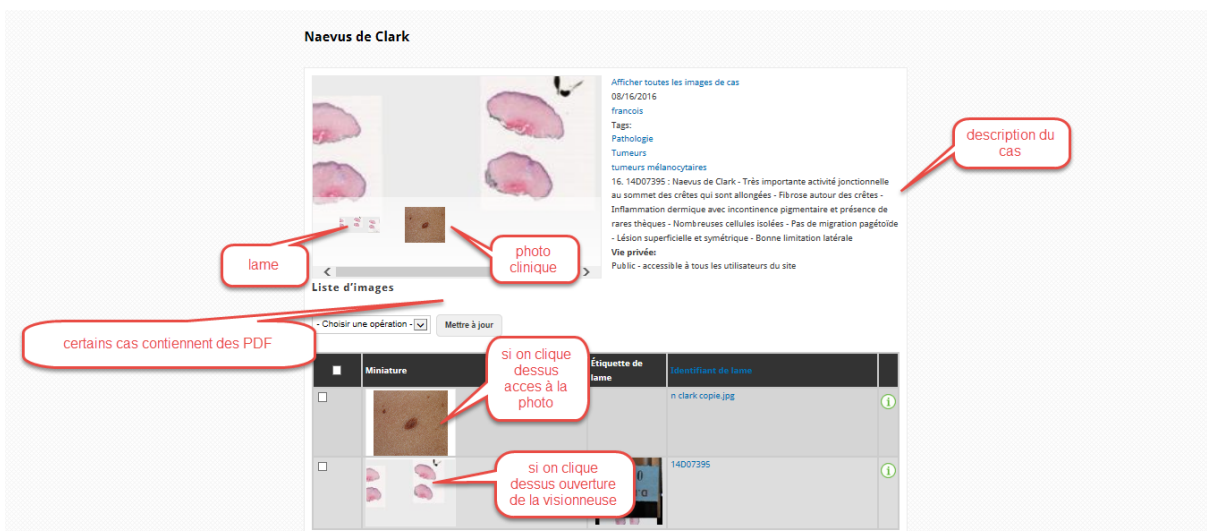 Naevus de Clark
Afficher toutes les images de cas
08/16/2016
francois
Tags:
Pathologie
Tumeurs
tumeurs mélanocytaires
16. 14D07395 : Naevus de Clark - Très importante activité jonctionnelle
au sommet des crêtes qui sont allongées - Fibrose autour des crêtes -
Inflammation dermique avec incontinence pigmentaire et présence de
rares thèques - Nombreuses cellules isolées - Pas de migration pagétoïde
- Lésion superficielle et symétrique - Bonne limitation latérale
Vie privée:
Public - accessible à tous les utilisateurs du site
description du
cas
lame
photo
clinique
Liste d'images
certains cas contiennent des PDF
- Choisir une opération -
Mettre à jour
Miniature
Étiquette de
lame
Identifiant de lame
si on clique
dessus
acces à la
photo
n clark copie.jpg
si on clique
dessus ouverture
de la visionneuse
14D07395